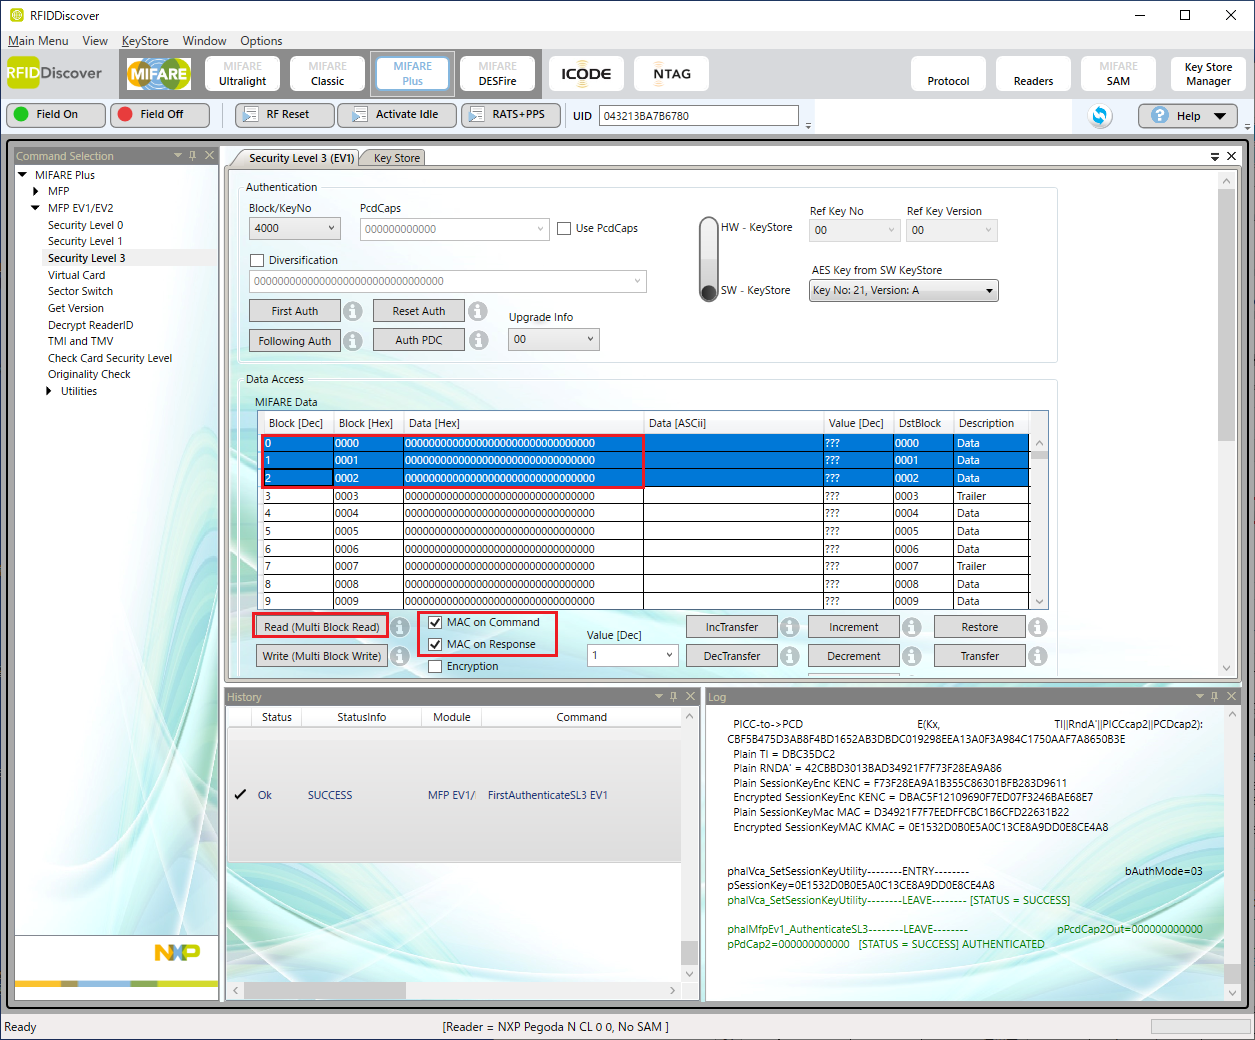 RFIDDiscover
Main Menu View KeyStore Window Options
RFIDDiscover MIFARE MIFARE Ultralight MIFARE Classic MIFARE Plus MIFARE DESFire ICODE NTAG Protocol Readers MIFARE SAM Key Store Manager
Field On Field Off RF Reset Activate Idle RATS+PPS UID 043213BA7B6780 Help
Command Selection
MIFARE Plus
MFP
MFP EV1/EV2
Security Level 0
Security Level 1
Security Level 3
Virtual Card
Sector Switch
Get Version
Decrypt ReaderID
TMI and TMV
Check Card Security Level
Originality Check
Utilities
NXP
Security Level 3 (EV1) Key Store
Authentication
Block/KeyNo PcdCaps Ref Key No Ref Key Version
4000 000000000000 Use PcdCaps HW - KeyStore 00 00
Diversification AES Key from SW KeyStore
00000000000000000000000000000000 SW - KeyStore Key No: 21, Version: A
First Auth Reset Auth Upgrade Info
Following Auth Auth PDC 00
Data Access
MIFARE Data
Block [Dec] Block [Hex] Data [Hex] Data [ASCii] Value [Dec] DstBlock Description
0 0000 00000000000000000000000000000000 ??? 0000 Data
1 0001 00000000000000000000000000000000 ??? 0001 Data
2 0002 00000000000000000000000000000000 ??? 0002 Data
3 0003 00000000000000000000000000000000 ??? 0003 Trailer
4 0004 00000000000000000000000000000000 ??? 0004 Data
5 0005 00000000000000000000000000000000 ??? 0005 Data
6 0006 00000000000000000000000000000000 ??? 0006 Data
7 0007 00000000000000000000000000000000 ??? 0007 Trailer
8 0008 00000000000000000000000000000000 ??? 0008 Data
9 0009 00000000000000000000000000000000 ??? 0009 Data
Read (Multi Block Read) MAC on Command Value [Dec] IncTransfer Increment Restore
Write (Multi Block Write) MAC on Response 1 DecTransfer Decrement Transfer
Encryption
History
Status StatusInfo Module Command
Ok SUCCESS MFP EV1/ FirstAuthenticateSL3 EV1
Log
PICC-to->PCD E(Kx, TI||RndA'||PICCcap2||PCDcap2):
CBF5B475D3AB8F4BD1652AB3DBDC019298EEA13A0F3A984C1750AAF7A8650B3E
Plain TI = DBC35DC2
Plain RNDA' = 42CBBD3013BAD34921F7F73F28EA9A86
Plain SessionKeyEnc KENC = F73F28EA9A1B355C86301BFB283D9611
Encrypted SessionKeyEnc KENC = DBAC5F12109690F7ED07F3246BAE68E7
Plain SessionKeyMac MAC = D34921F7F7EEDFFCBC1B6CFD22631B22
Encrypted SessionKeyMAC KMAC = 0E1532D0B0E5A0C13CE8A9DD0E8CE4A8
phalVca_SetSessionKeyUtility--------ENTRY-------- bAuthMode=03
pSessionKey=0E1532D0B0E5A0C13CE8A9DD0E8CE4A8
phalVca_SetSessionKeyUtility--------LEAVE-------- [STATUS = SUCCESS]
phalMfpEv1_AuthenticateSL3--------LEAVE-------- pPcdCap2Out=000000000000
pPdCap2=000000000000 [STATUS = SUCCESS] AUTHENTICATED
Ready [Reader = NXP Pegoda N CL 0 0, No SAM ]